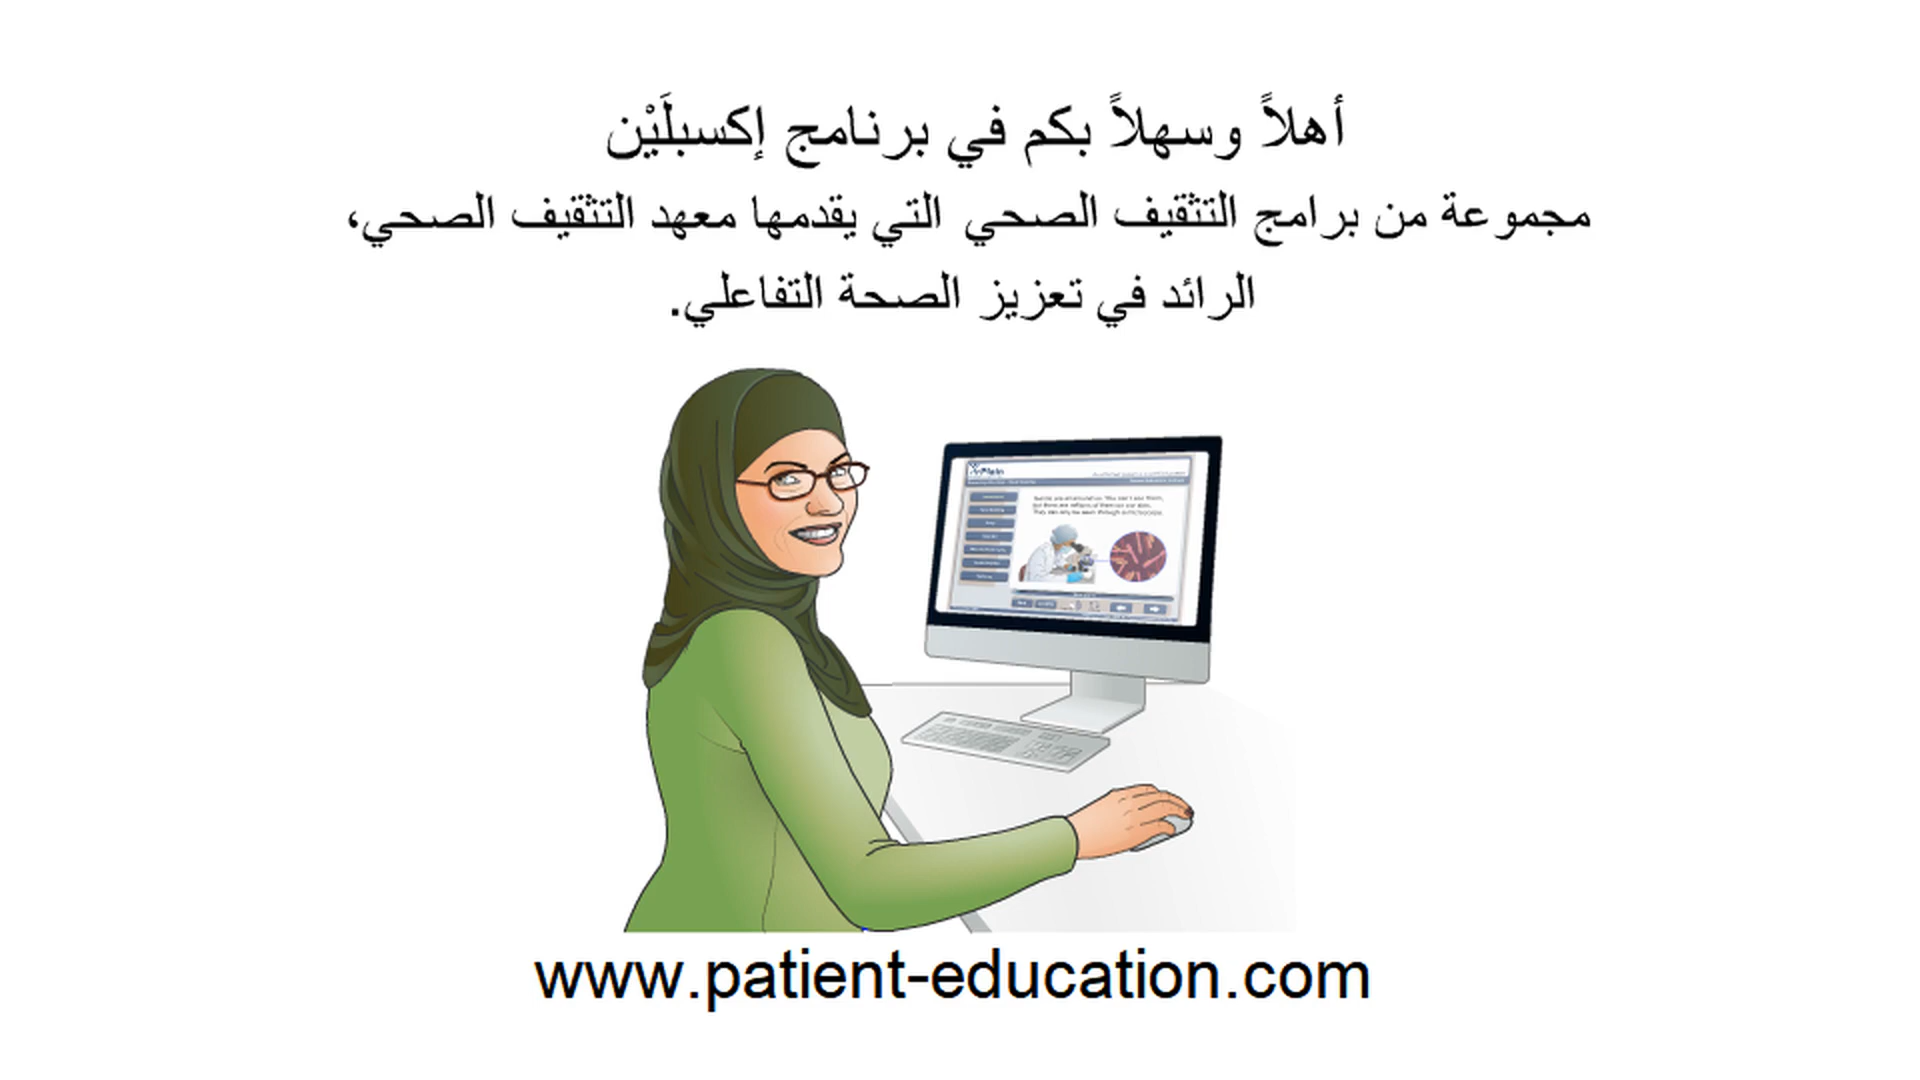 أهلاً وسهلاً بكم في برنامج إكسبلَيْن
مجموعة من برامج التثقيف الصحي التي يقدمها معهد التثقيف الصحي،
الرائد في تعزيز الصحة التفاعلي.
www.patient-education.com